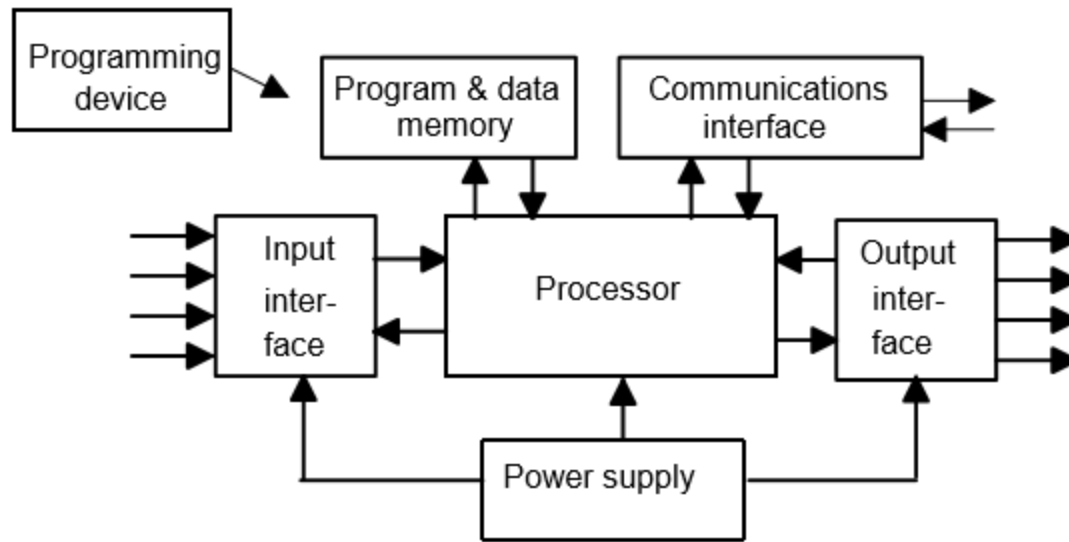 Programming
device
Program & data
memory
Communications
interface
Input
inter-
face
Processor
Output
inter-
face
Power supply